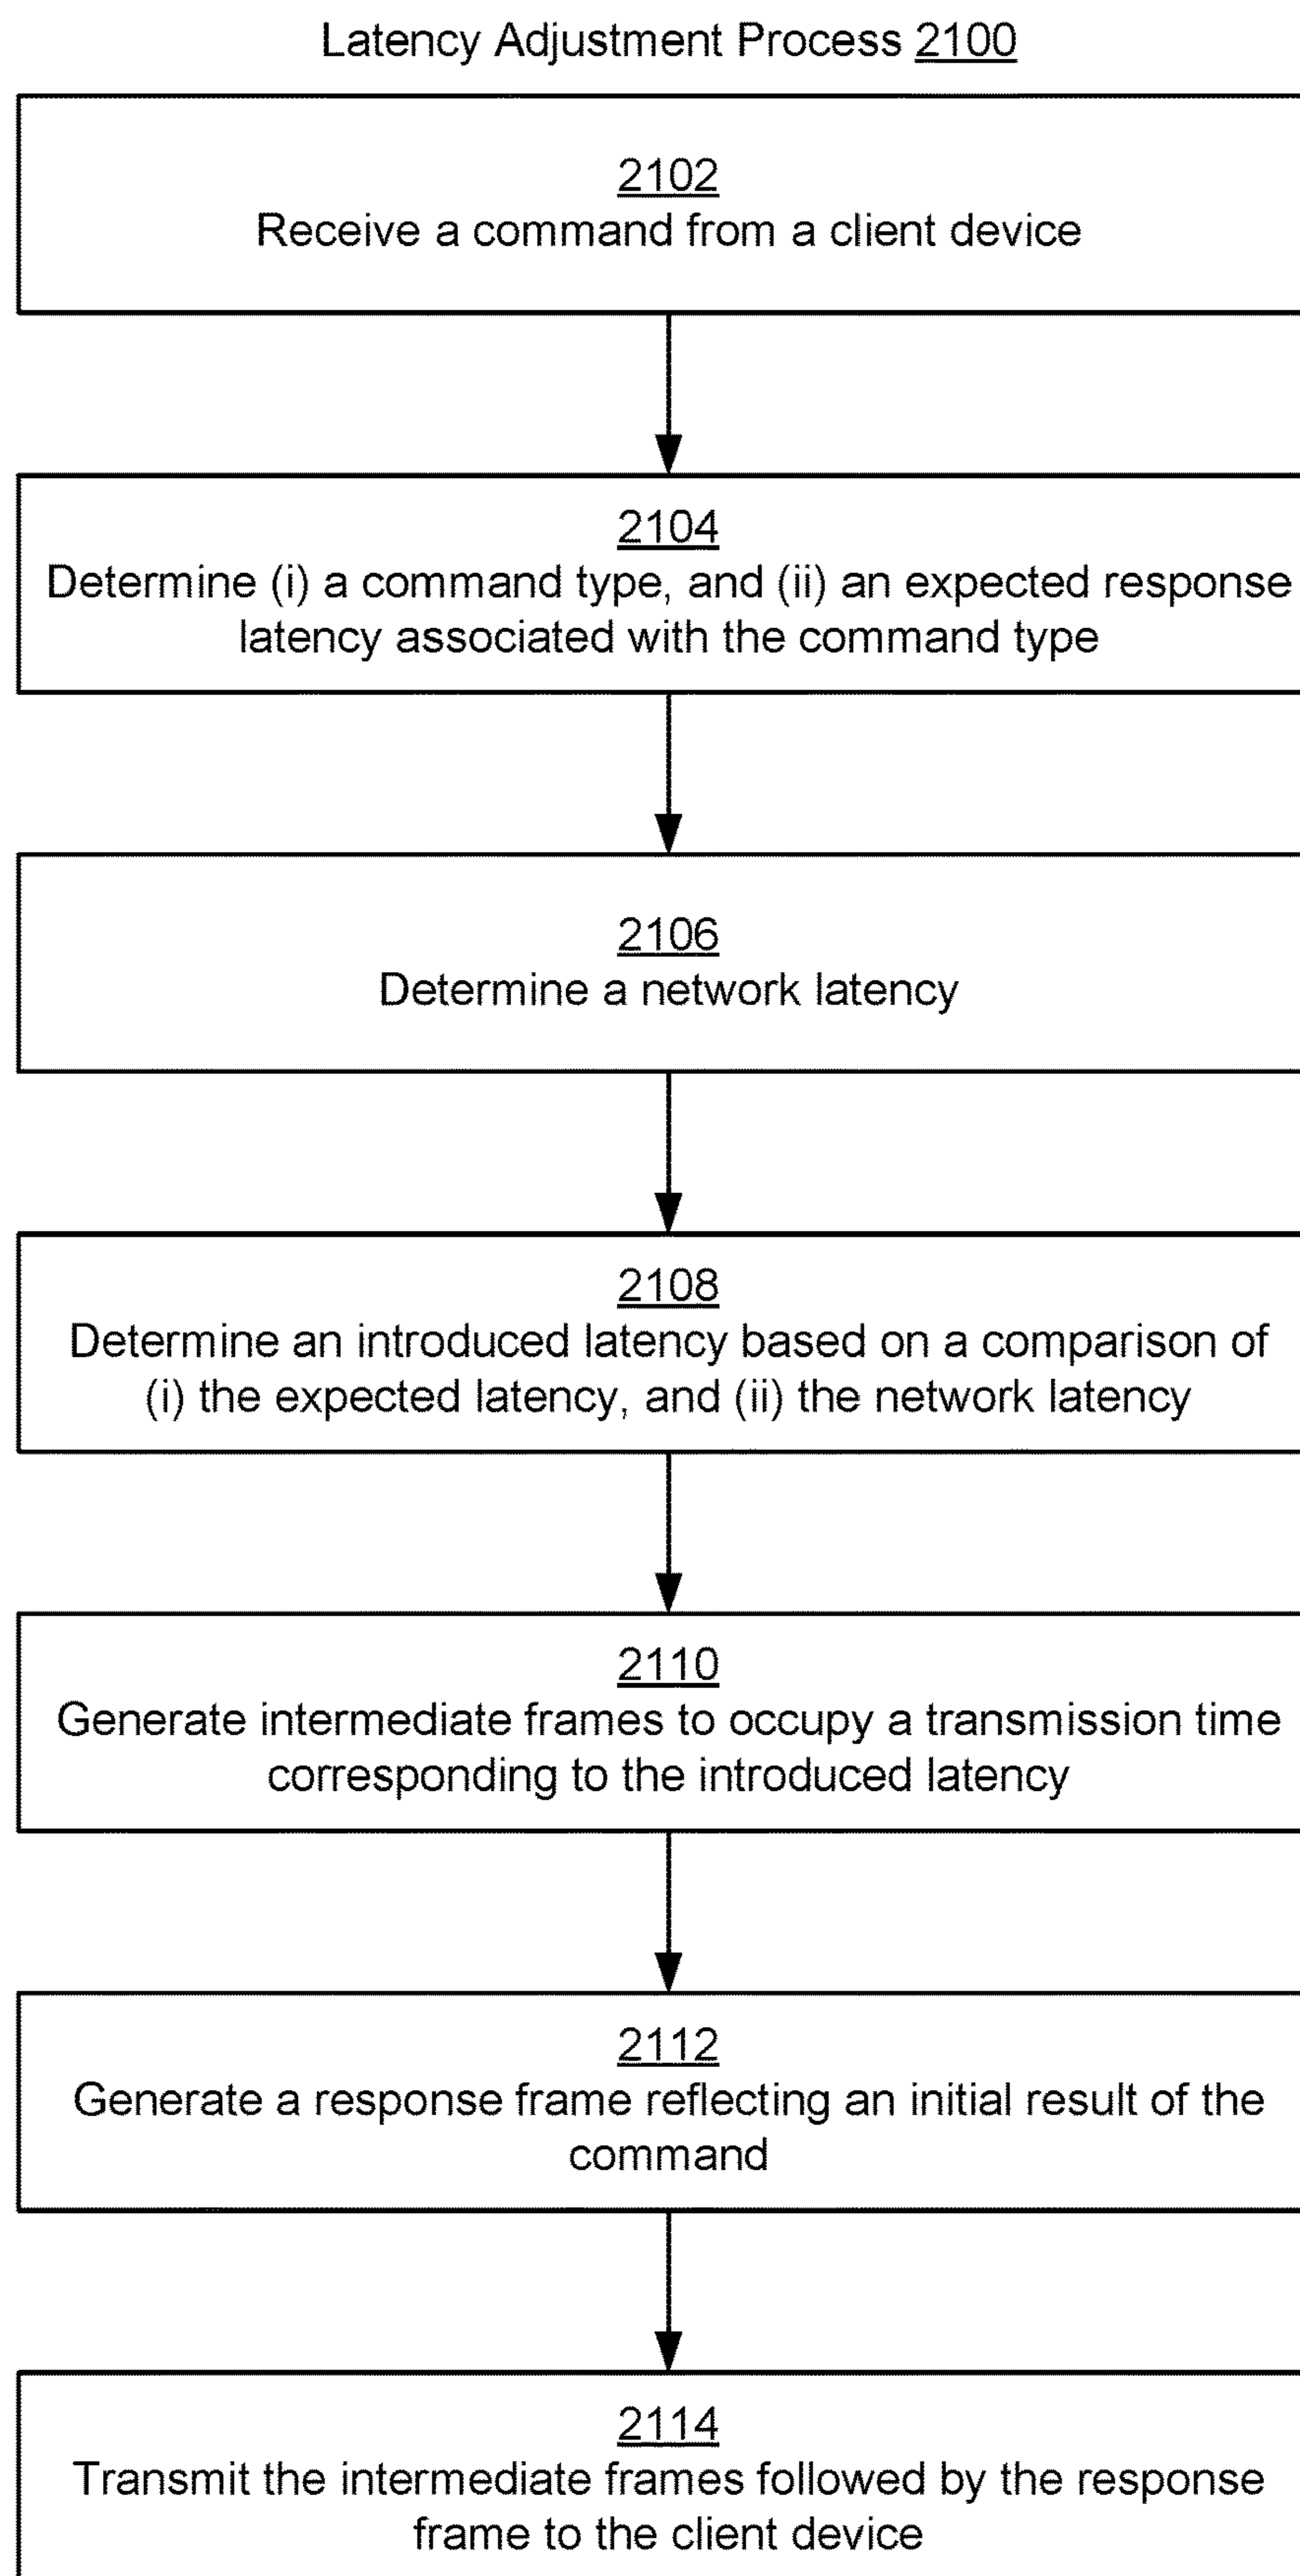 Latency Adjustment Process 2100
2102
Receive a command from a client device
2104
Determine (i) a command type, and (ii) an expected response
latency associated with the command type
2106
Determine a network latency
2108
Determine an introduced latency based on a comparison of
(i) the expected latency, and (ii) the network latency
2110
Generate intermediate frames to occupy a transmission time
corresponding to the introduced latency
2112
Generate a response frame reflecting an initial result of the
command
2114
Transmit the intermediate frames followed by the response
frame to the client device